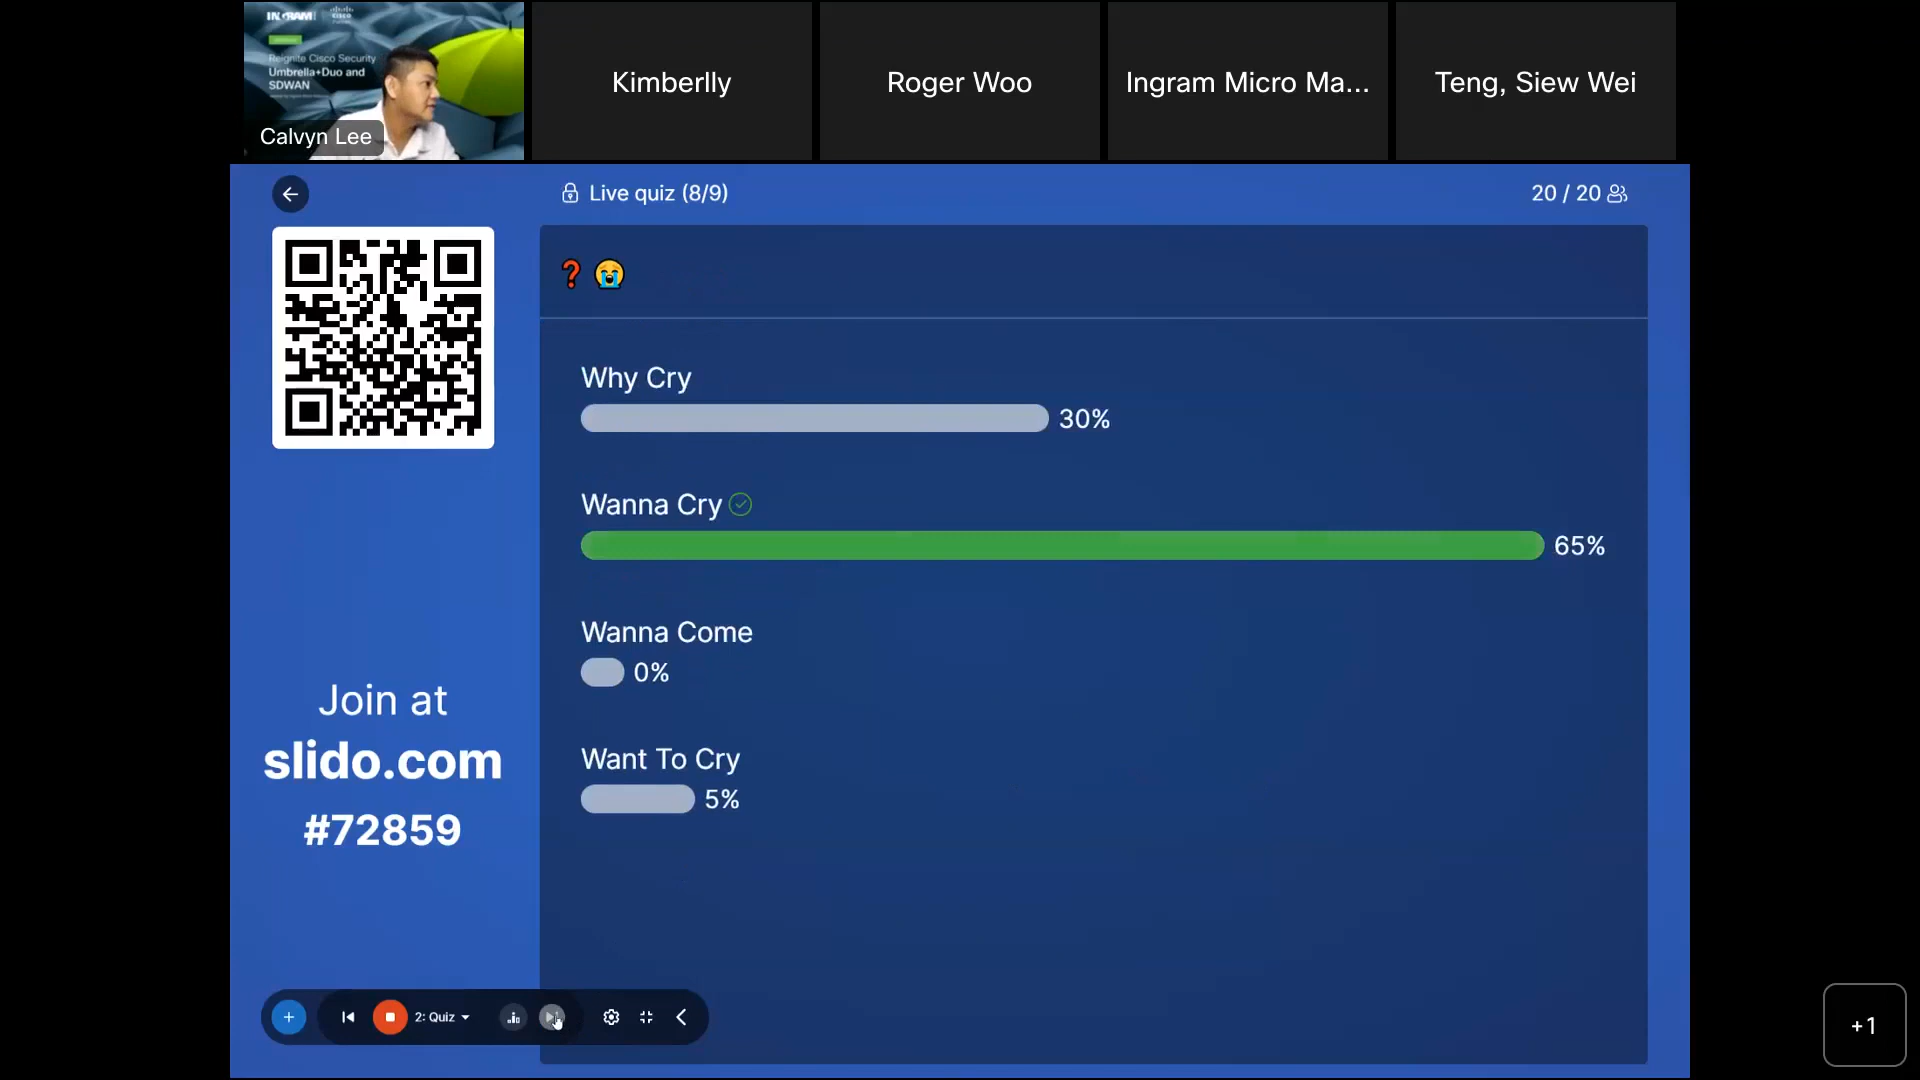 INGRAM
CISCO
Reignite Cisco Security
Umbrella+Duo and
SDWAN
Calvyn Lee
Kimberlly
Roger Woo
Ingram Micro Ma...
Teng, Siew Wei
Live quiz (8/9)
20 / 20
❓ 😭
Why Cry
30%
Wanna Cry
65%
Wanna Come
0%
Want To Cry
5%
Join at
slido.com
#72859
2: Quiz
+1